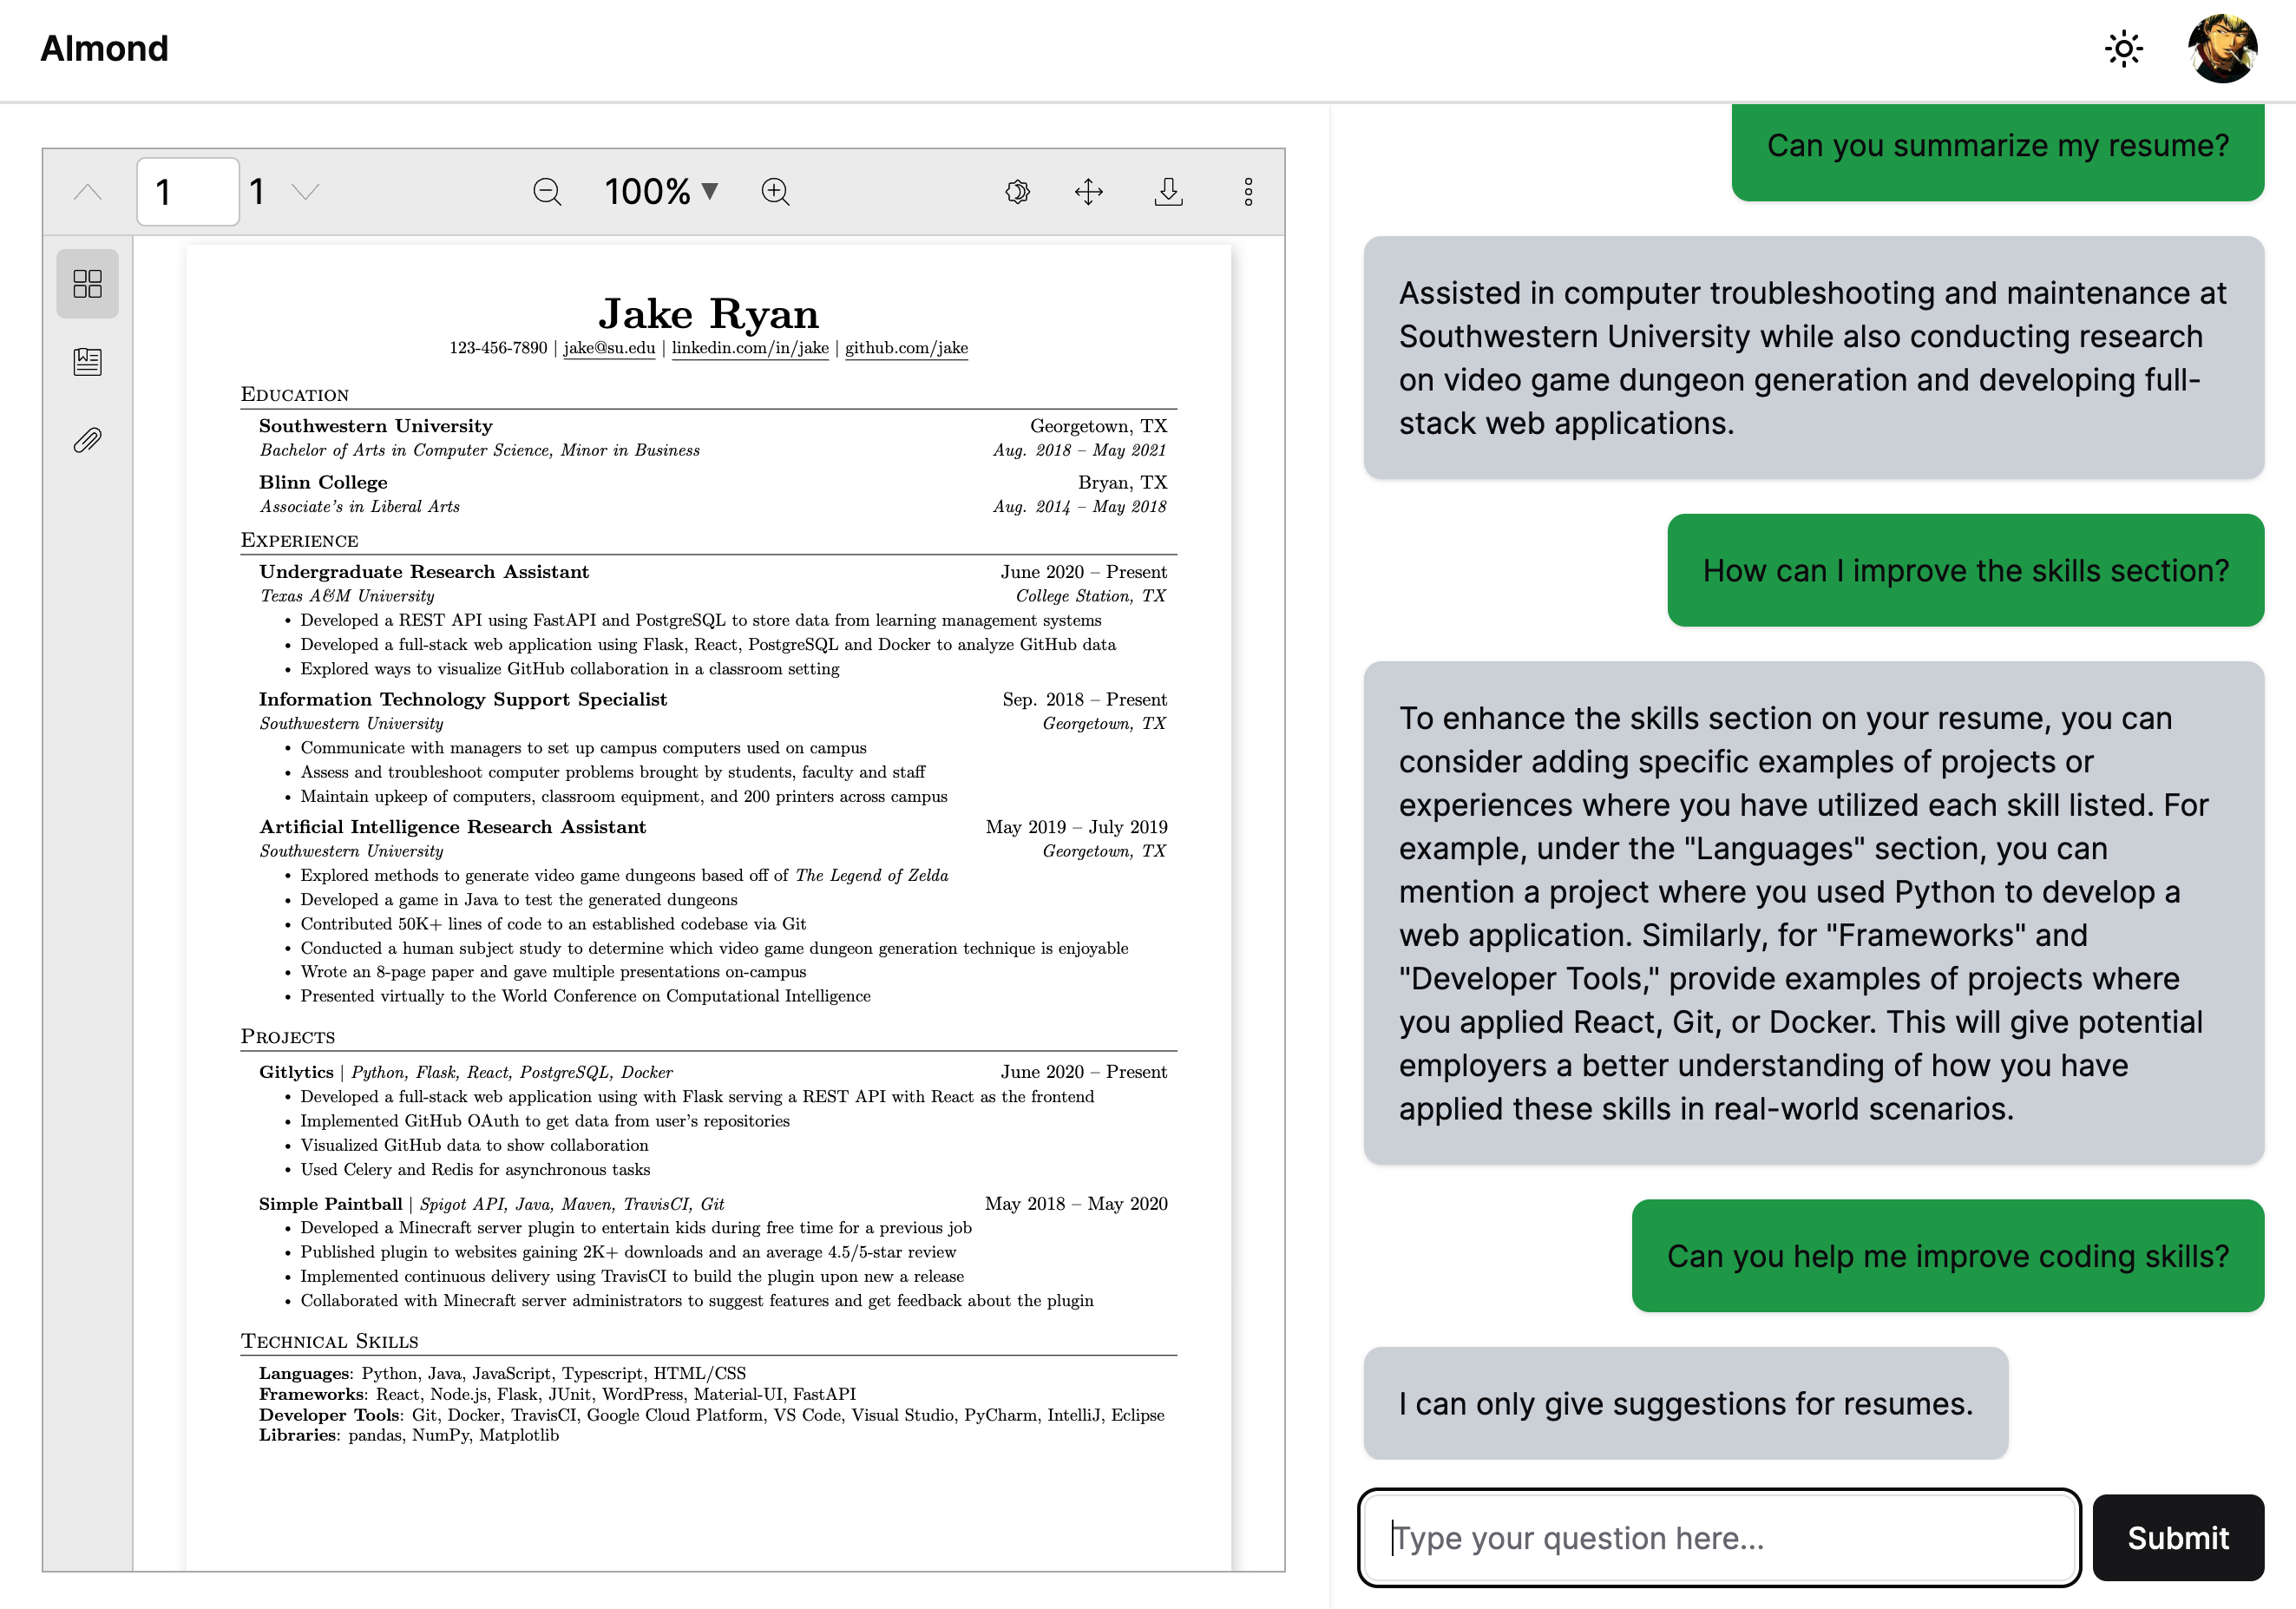 Almond
1 1
100%
Jake Ryan
123-456-7890 | jake@su.edu | linkedin.com/in/jake | github.com/jake
Education
Southwestern University Georgetown, TX
Bachelor of Arts in Computer Science, Minor in Business Aug. 2018 – May 2021
Blinn College Bryan, TX
Associate's in Liberal Arts Aug. 2014 – May 2018
Experience
Undergraduate Research Assistant June 2020 – Present
Texas A&M University College Station, TX
• Developed a REST API using FastAPI and PostgreSQL to store data from learning management systems
• Developed a full-stack web application using Flask, React, PostgreSQL and Docker to analyze GitHub data
• Explored ways to visualize GitHub collaboration in a classroom setting
Information Technology Support Specialist Sep. 2018 – Present
Southwestern University Georgetown, TX
• Communicate with managers to set up campus computers used on campus
• Assess and troubleshoot computer problems brought by students, faculty and staff
• Maintain upkeep of computers, classroom equipment, and 200 printers across campus
Artificial Intelligence Research Assistant May 2019 – July 2019
Southwestern University Georgetown, TX
• Explored methods to generate video game dungeons based off of The Legend of Zelda
• Developed a game in Java to test the generated dungeons
• Contributed 50K+ lines of code to an established codebase via Git
• Conducted a human subject study to determine which video game dungeon generation technique is enjoyable
• Wrote an 8-page paper and gave multiple presentations on-campus
• Presented virtually to the World Conference on Computational Intelligence
Projects
Gitlytics | Python, Flask, React, PostgreSQL, Docker June 2020 – Present
• Developed a full-stack web application using with Flask serving a REST API with React as the frontend
• Implemented GitHub OAuth to get data from user's repositories
• Visualized GitHub data to show collaboration
• Used Celery and Redis for asynchronous tasks
Simple Paintball | Spigot API, Java, Maven, TravisCI, Git May 2018 – May 2020
• Developed a Minecraft server plugin to entertain kids during free time for a previous job
• Published plugin to websites gaining 2K+ downloads and an average 4.5/5-star review
• Implemented continuous delivery using TravisCI to build the plugin upon new a release
• Collaborated with Minecraft server administrators to suggest features and get feedback about the plugin
Technical Skills
Languages: Python, Java, JavaScript, Typescript, HTML/CSS
Frameworks: React, Node.js, Flask, JUnit, WordPress, Material-UI, FastAPI
Developer Tools: Git, Docker, TravisCI, Google Cloud Platform, VS Code, Visual Studio, PyCharm, IntelliJ, Eclipse
Libraries: pandas, NumPy, Matplotlib
Can you summarize my resume?
Assisted in computer troubleshooting and maintenance at
Southwestern University while also conducting research
on video game dungeon generation and developing full-
stack web applications.
How can I improve the skills section?
To enhance the skills section on your resume, you can
consider adding specific examples of projects or
experiences where you have utilized each skill listed. For
example, under the "Languages" section, you can
mention a project where you used Python to develop a
web application. Similarly, for "Frameworks" and
"Developer Tools," provide examples of projects where
you applied React, Git, or Docker. This will give potential
employers a better understanding of how you have
applied these skills in real-world scenarios.
Can you help me improve coding skills?
I can only give suggestions for resumes.
Type your question here...
Submit